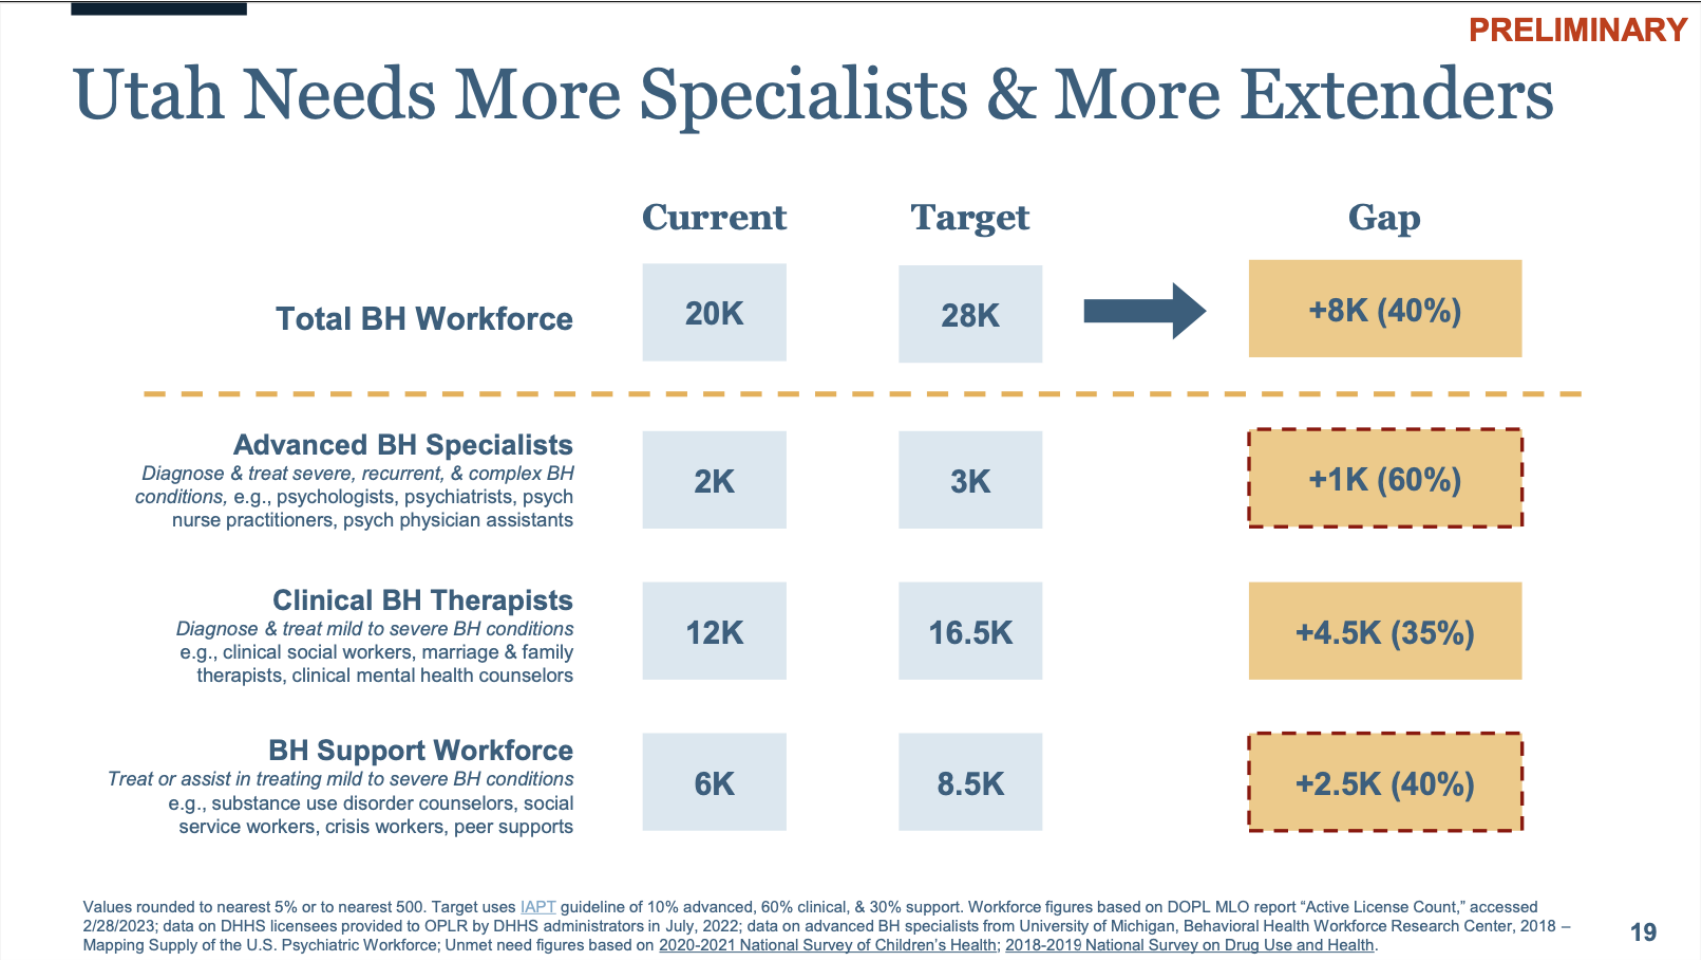 PRELIMINARY
Utah Needs More Specialists & More Extenders
Current Target Gap
Total BH Workforce 20K 28K +8K (40%)
Advanced BH Specialists
Diagnose & treat severe, recurrent, & complex BH
conditions, e.g., psychologists, psychiatrists, psych
nurse practitioners, psych physician assistants
2K 3K +1K (60%)
Clinical BH Therapists
Diagnose & treat mild to severe BH conditions
e.g., clinical social workers, marriage & family
therapists, clinical mental health counselors
12K 16.5K +4.5K (35%)
BH Support Workforce
Treat or assist in treating mild to severe BH conditions
e.g., substance use disorder counselors, social
service workers, crisis workers, peer supports
6K 8.5K +2.5K (40%)
Values rounded to nearest 5% or to nearest 500. Target uses IAPT guideline of 10% advanced, 60% clinical, & 30% support. Workforce figures based on DOPL MLO report “Active License Count,” accessed
2/28/2023; data on DHHS licensees provided to OPLR by DHHS administrators in July, 2022; data on advanced BH specialists from University of Michigan, Behavioral Health Workforce Research Center, 2018 –
Mapping Supply of the U.S. Psychiatric Workforce; Unmet need figures based on 2020-2021 National Survey of Children’s Health; 2018-2019 National Survey on Drug Use and Health.
19